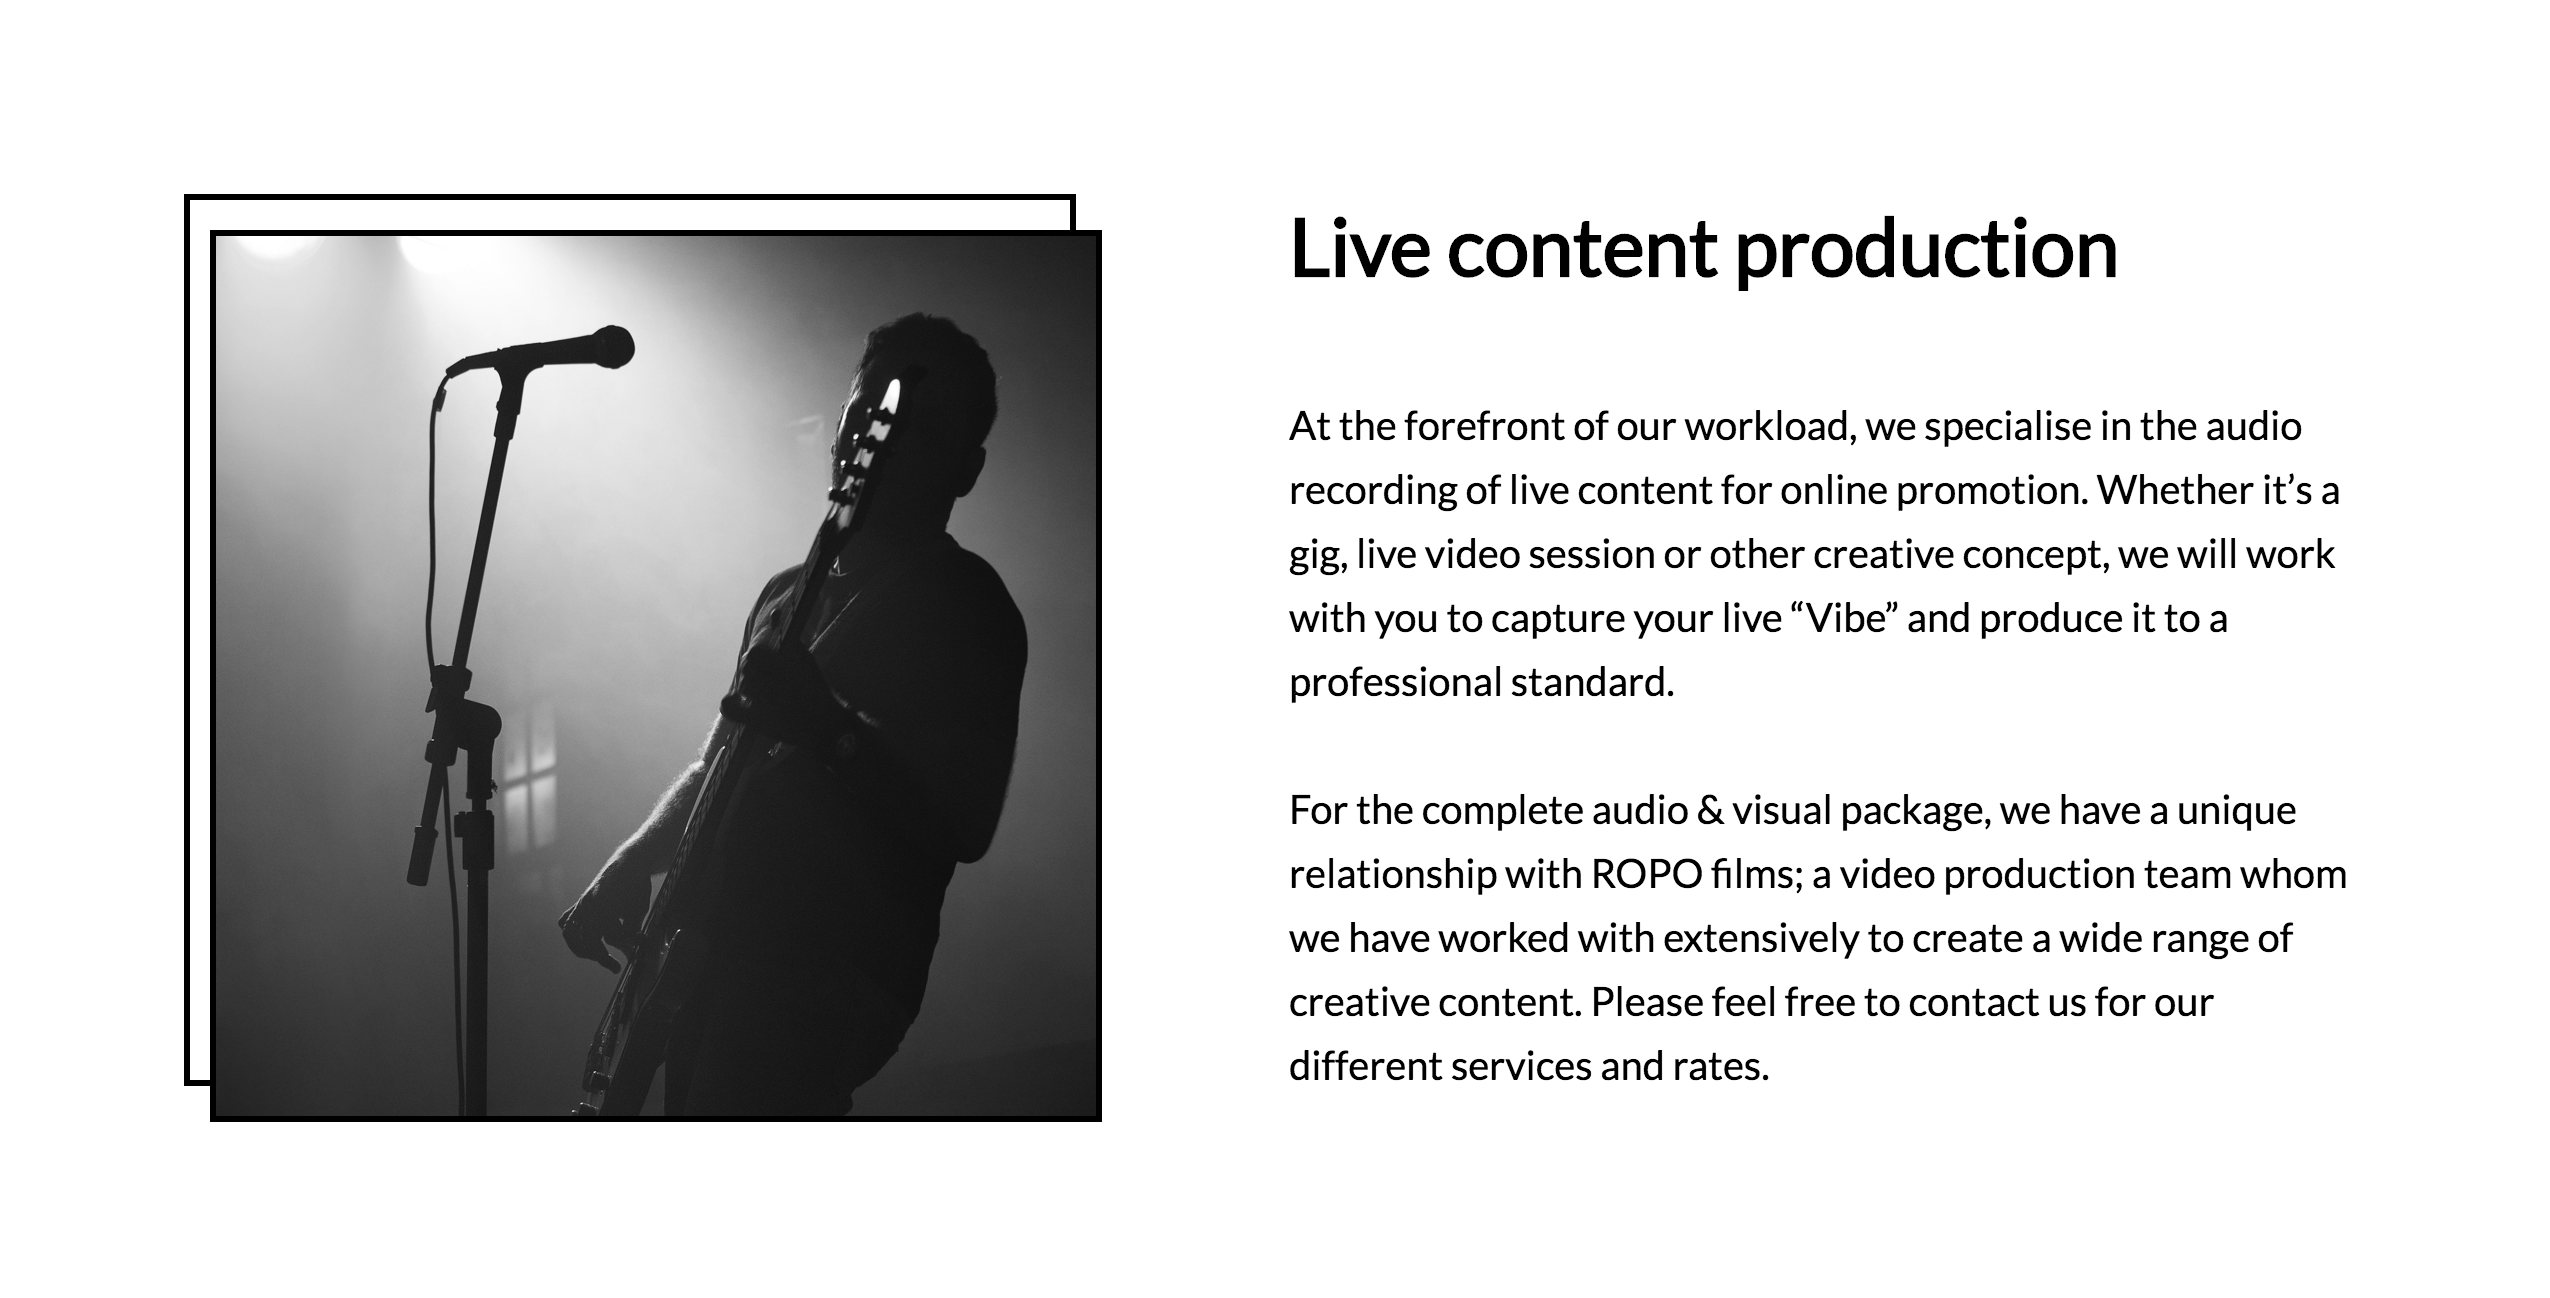 Live content production
At the forefront of our workload, we specialise in the audio
recording of live content for online promotion. Whether it’s a
gig, live video session or other creative concept, we will work
with you to capture your live “Vibe” and produce it to a
professional standard.
For the complete audio & visual package, we have a unique
relationship with ROPO films; a video production team whom
we have worked with extensively to create a wide range of
creative content. Please feel free to contact us for our
different services and rates.